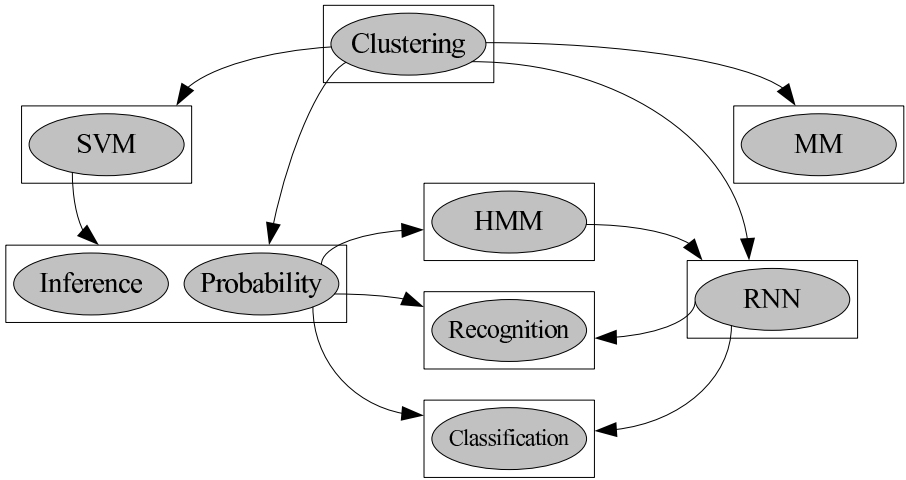 Clustering
SVM
MM
HMM
Inference
Probability
RNN
Recognition
Classification